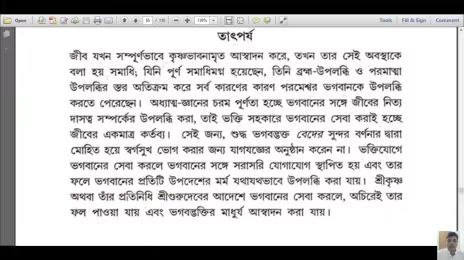 Tools
Fill & Sign
Comment
তাৎপর্য
জীব যখন সম্পূর্ণভাবে কৃষ্ণভাবনামৃত আস্বাদন করে, তখন তার সেই অবস্থাকে
বলা হয় সমাধি; যিনি পূর্ণ সমাধিমগ্ন হয়েছেন, তিনি ব্রহ্ম-উপলব্ধি ও পরমাত্মা
উপলব্ধির স্তর অতিক্রম করে সর্ব কারণের কারণ পরমেশ্বর ভগবানকে উপলব্ধি
করতে পেরেছেন। অধ্যাত্ম-জ্ঞানের চরম পূর্ণতা হচ্ছে ভগবানের সঙ্গে জীবের নিত্য
দাসত্ব সম্পর্কের উপলব্ধি করা, তাই ভক্তি সহকারে ভগবানের সেবা করাই হচ্ছে
জীবের একমাত্র কর্তব্য। সেই জন্য, শুদ্ধ ভগবদ্ভক্ত বেদের সুন্দর বর্ণনার দ্বারা
মোহিত হয়ে স্বর্গসুখ ভোগ করার জন্য যাগযজ্ঞের অনুষ্ঠান করেন না। ভক্তিযোগে
ভগবানের সেবা করলে ভগবানের সঙ্গে সরাসরি যোগাযোগ স্থাপিত হয় এবং তার
ফলে ভগবানের প্রতিটি উপদেশের মর্ম যথাযথভাবে উপলব্ধি করা যায়। শ্রীকৃষ্ণ
অথবা তাঁর প্রতিনিধি শ্রীগুরুদেবের আদেশে ভগবানের সেবা করলে, অচিরেই তার
ফল পাওয়া যায় এবং ভগবদ্ভক্তির মাধুর্য আস্বাদন করা যায়।